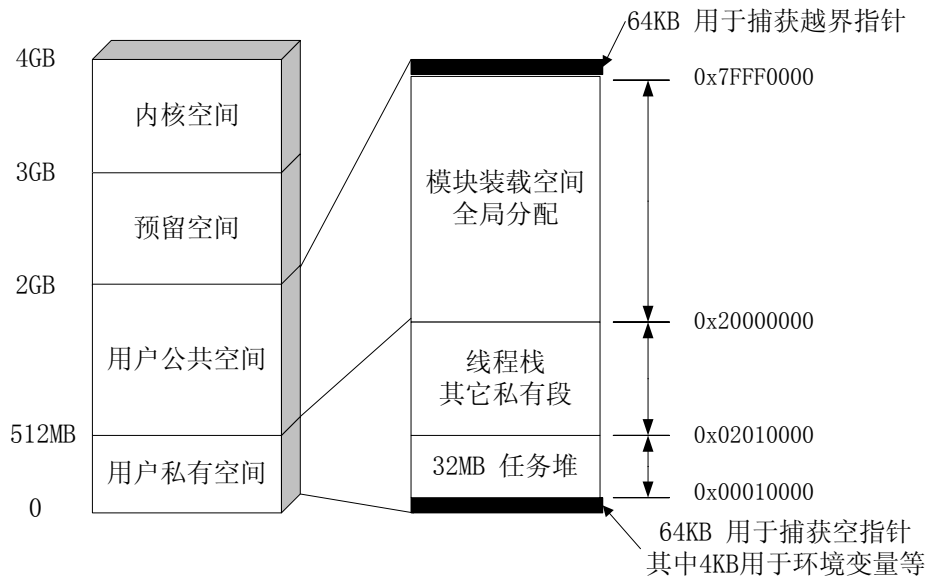 64KB 用于捕获越界指针
4GB
0x7FFF0000
内核空间
3GB
模块装载空间
全局分配
预留空间
2GB
0x20000000
用户公共空间
线程栈
其它私有段
512MB
0x02010000
用户私有空间
32MB 任务堆
0x00010000
0
64KB 用于捕获空指针
其中4KB用于环境变量等